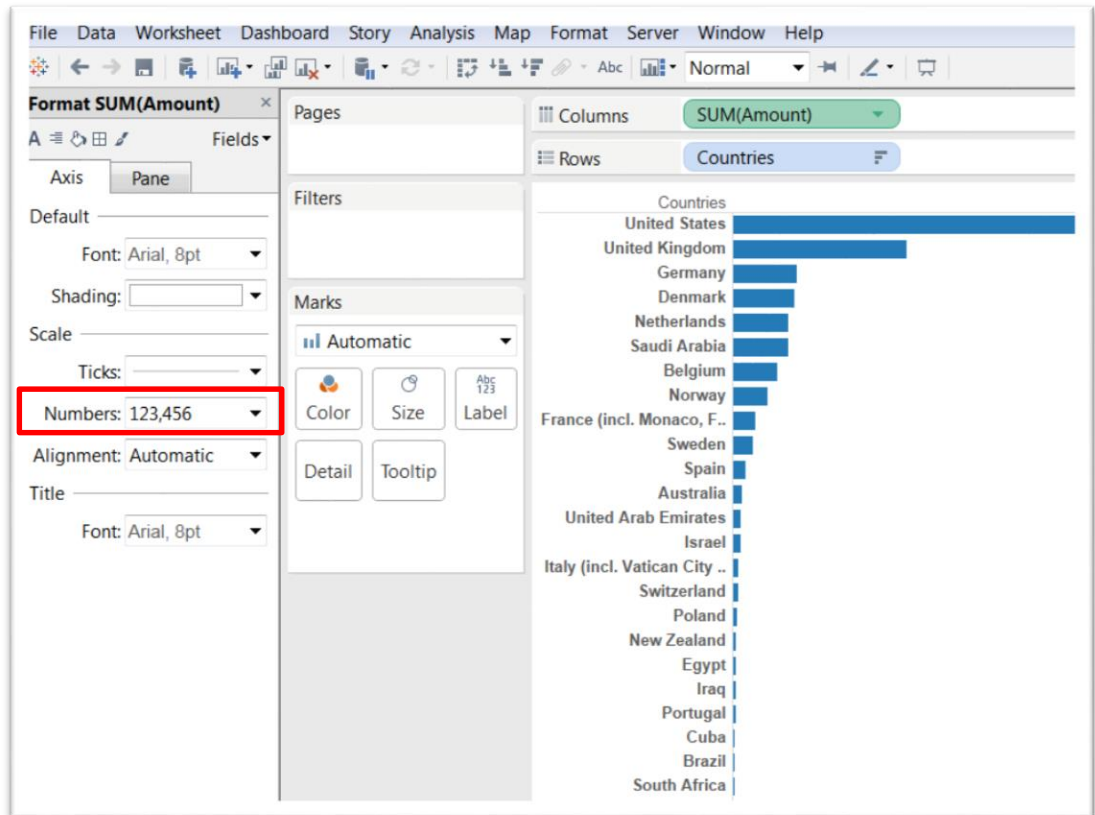 File Data Worksheet Dashboard Story Analysis Map Format Server Window Help
Abc Normal
Format SUM(Amount) ×
A Fields
Axis Pane
Default
Font: Arial, 8pt
Shading:
Scale
Ticks:
Numbers: 123,456
Alignment: Automatic
Title
Font: Arial, 8pt
Pages
Filters
Marks
Automatic
Color Size Abc 123 Label
Detail Tooltip
Columns SUM(Amount)
Rows Countries
Countries
United States
United Kingdom
Germany
Denmark
Netherlands
Saudi Arabia
Belgium
Norway
France (incl. Monaco, F..
Sweden
Spain
Australia
United Arab Emirates
Israel
Italy (incl. Vatican City ..
Switzerland
Poland
New Zealand
Egypt
Iraq
Portugal
Cuba
Brazil
South Africa